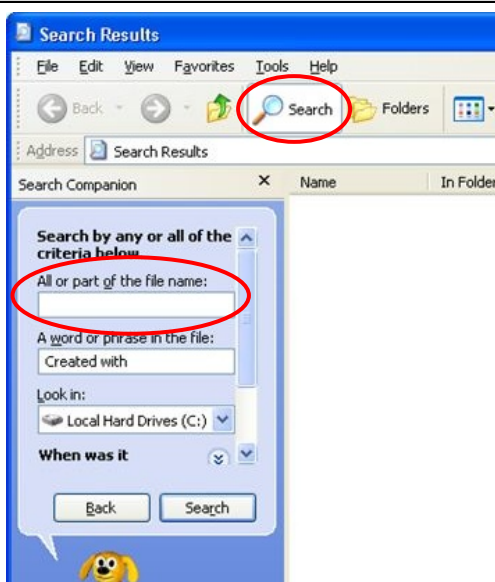 Search Results
File Edit View Favorites Tools Help
Back Search Folders
Address Search Results
Search Companion Name In Folder
Search by any or all of the
criteria below.
All or part of the file name:
A word or phrase in the file:
Created with
Look in:
Local Hard Drives (C:)
When was it
Back Search